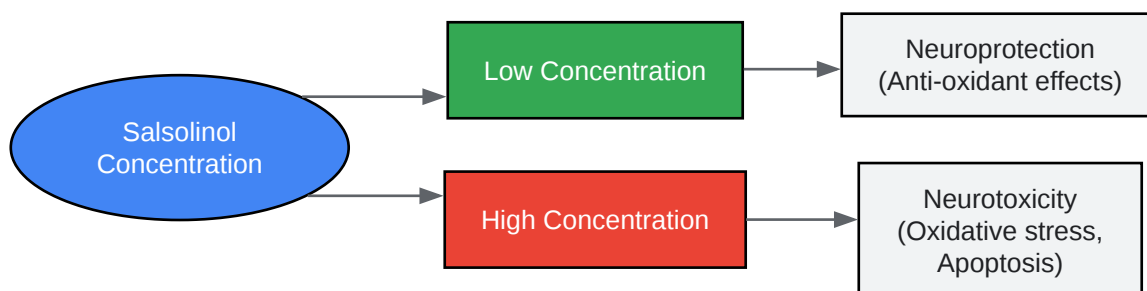 Salsolinol
Concentration
Low Concentration
Neuroprotection
(Anti-oxidant effects)
High Concentration
Neurotoxicity
(Oxidative stress,
Apoptosis)